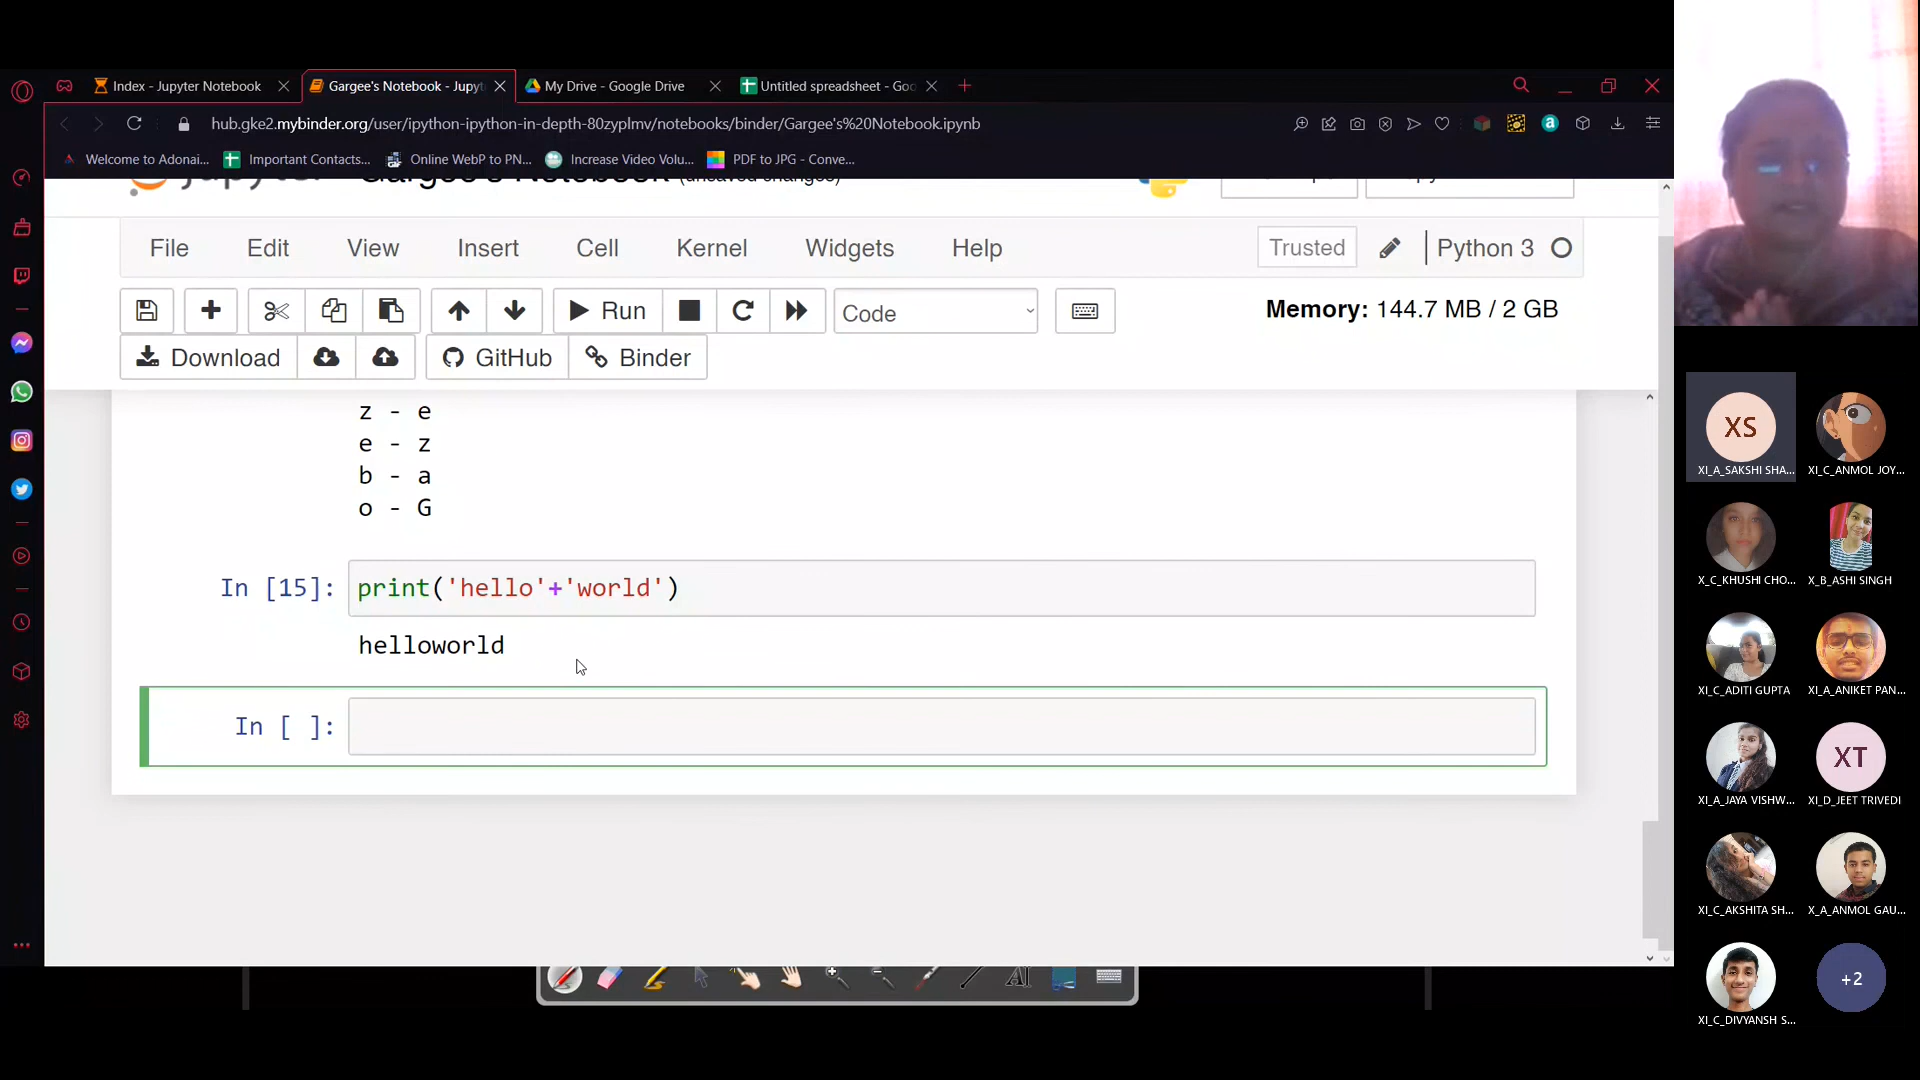 Index - Jupyter Notebook
Gargee's Notebook - Jupyt
My Drive - Google Drive
Untitled spreadsheet - Goo
hub.gke2.mybinder.org/user/ipython-ipython-in-depth-80zyplmv/notebooks/binder/Gargee's%20Notebook.ipynb
Welcome to Adonai...
Important Contacts...
Online WebP to PN...
Increase Video Volu...
PDF to JPG - Conve...
jupyter Gargee's Notebook (unsaved changes)
File Edit View Insert Cell Kernel Widgets Help
Trusted
Python 3
Run
Code
Memory: 144.7 MB / 2 GB
Download
GitHub
Binder
z - e
e - z
b - a
o - G
In [15]: print('hello'+'world')
helloworld
In [ ]:
XS
XI_A_SAKSHI SHA...
XI_C_ANMOL JOY...
X_C_KHUSHI CHO...
X_B_ASHI SINGH
XI_C_ADITI GUPTA
XI_A_ANIKET PAN...
XI_A_JAYA VISHW...
XT
XI_D_JEET TRIVEDI
XI_C_AKSHITA SH...
X_A_ANMOL GAU...
XI_C_DIVYANSH S...
+2